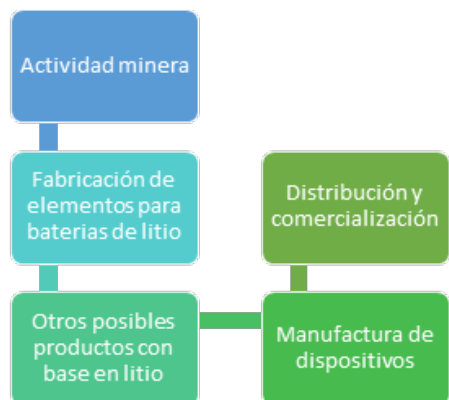 Actividad minera
Fabricación de
elementos para
baterias de litio
Otros posibles
productos con
base en litio
Manufactura de
dispositivos
Distribución y
comercialización